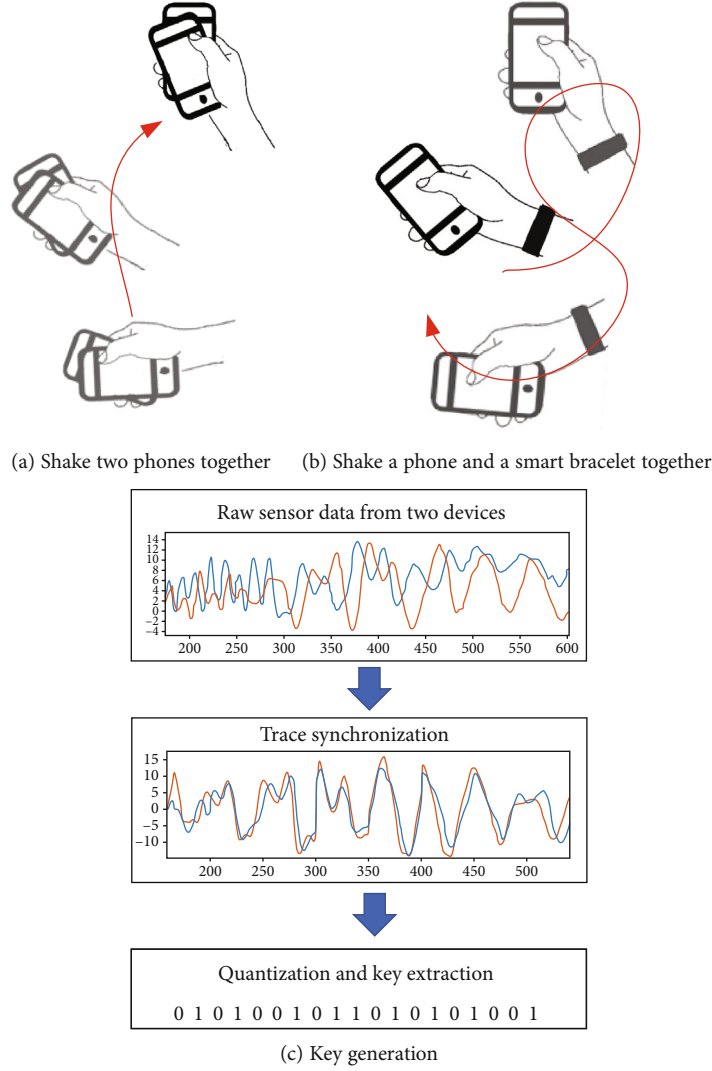 (a) Shake two phones together
(b) Shake a phone and a smart bracelet together
Raw sensor data from two devices
14
12
10
8
6
4
2
0
−2
−4
200 250 300 350 400 450 500 550 600
Trace synchronization
15
10
5
0
−5
−10
200 250 300 350 400 450 500
Quantization and key extraction
0 1 0 1 0 0 1 0 1 1 0 1 0 1 0 1 0 0 1
(c) Key generation